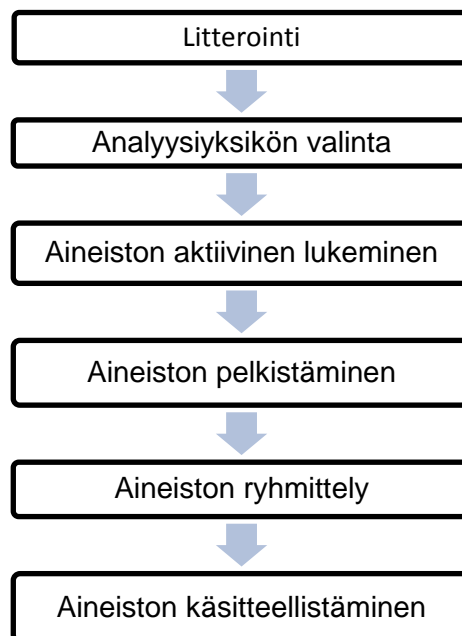 Litterointi
Analyysiyksikön valinta
Aineiston aktiivinen lukeminen
Aineiston pelkistäminen
Aineiston ryhmittely
Aineiston käsitteellistäminen